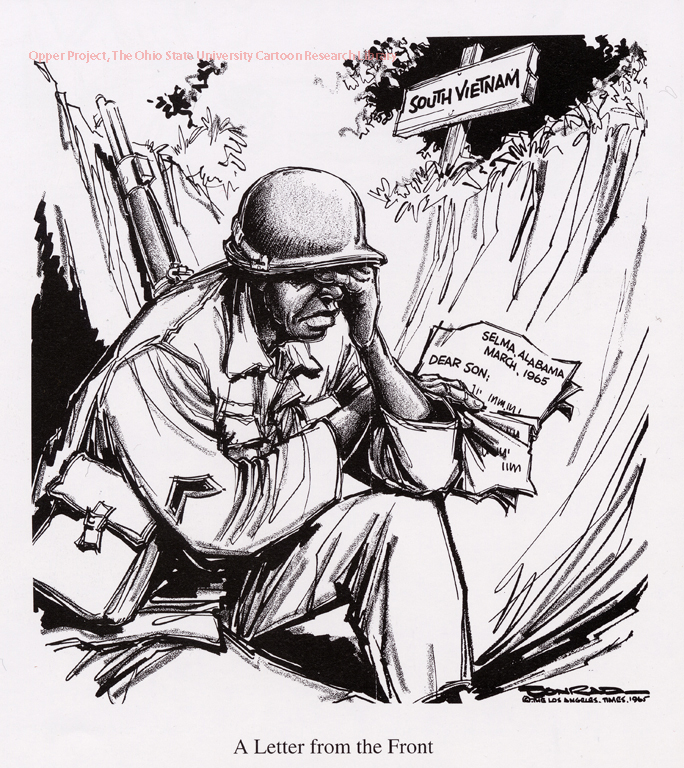 Opper Project, The Ohio State University Cartoon Research Library
SOUTH VIETNAM
SELMA, ALABAMA
MARCH, 1965
DEAR SON:
CONRAD
© THE LOS ANGELES TIMES, 1965
A Letter from the Front